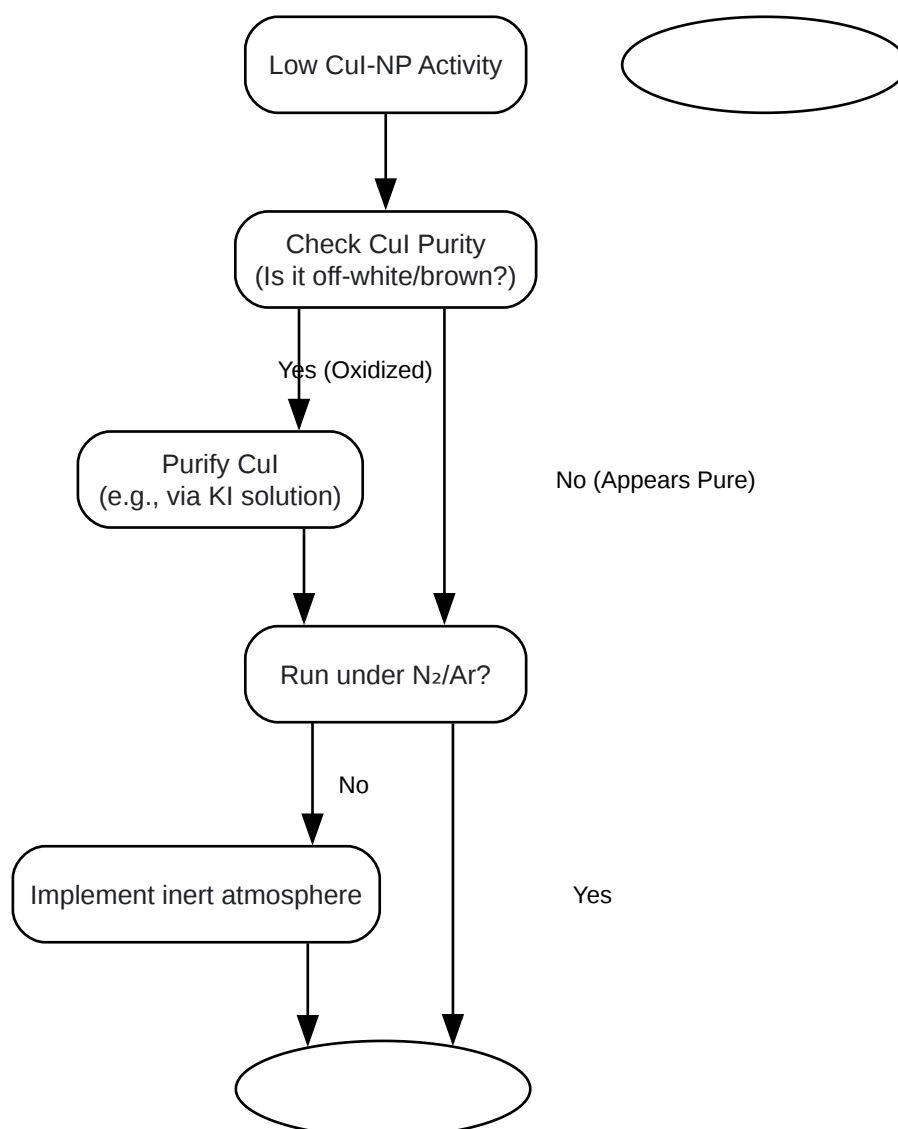 Low CuI-NP Activity
Check CuI Purity
(Is it off-white/brown?)
Yes (Oxidized)
Purify CuI
(e.g., via KI solution)
No (Appears Pure)
Run under N₂/Ar?
No
Implement inert atmosphere
Yes